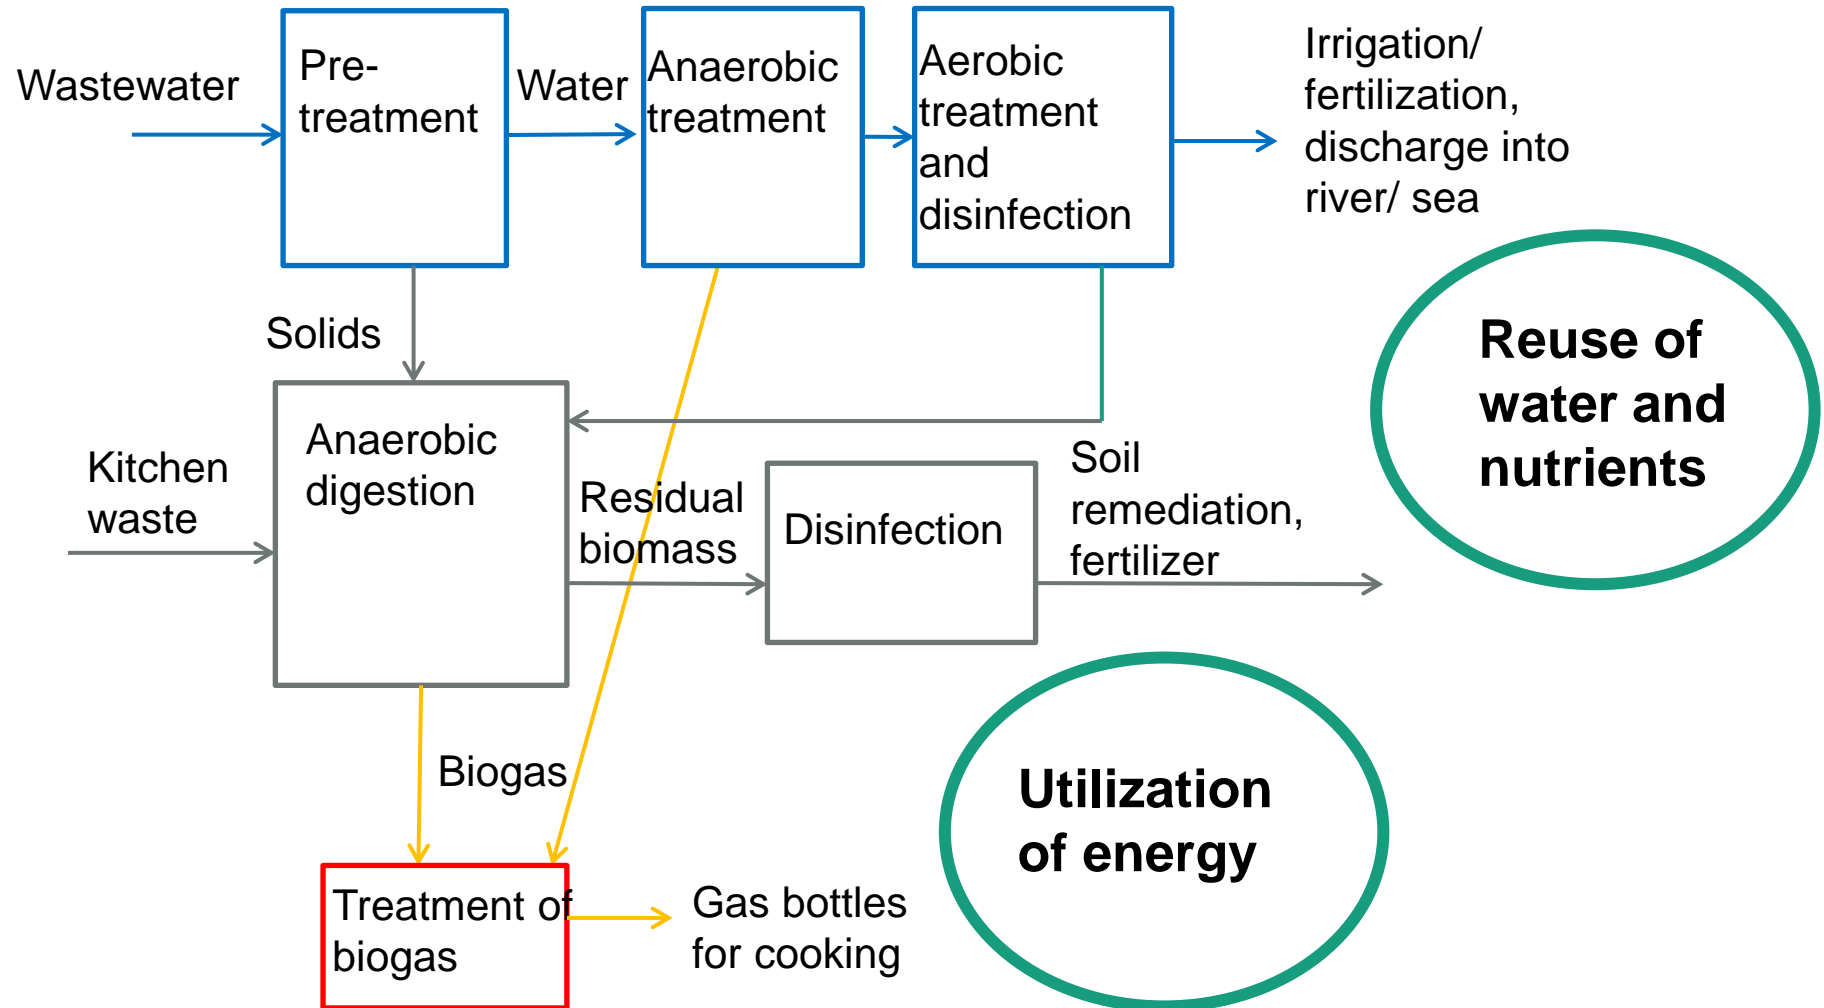 Wastewater
Pre-
treatment
Water
Anaerobic
treatment
Aerobic
treatment
and
disinfection
Irrigation/
fertilization,
discharge into
river/ sea
Solids
Reuse of
water and
nutrients
Kitchen
waste
Anaerobic
digestion
Residual
biomass
Disinfection
Soil
remediation,
fertilizer
Biogas
Utilization
of energy
Treatment of
biogas
Gas bottles
for cooking